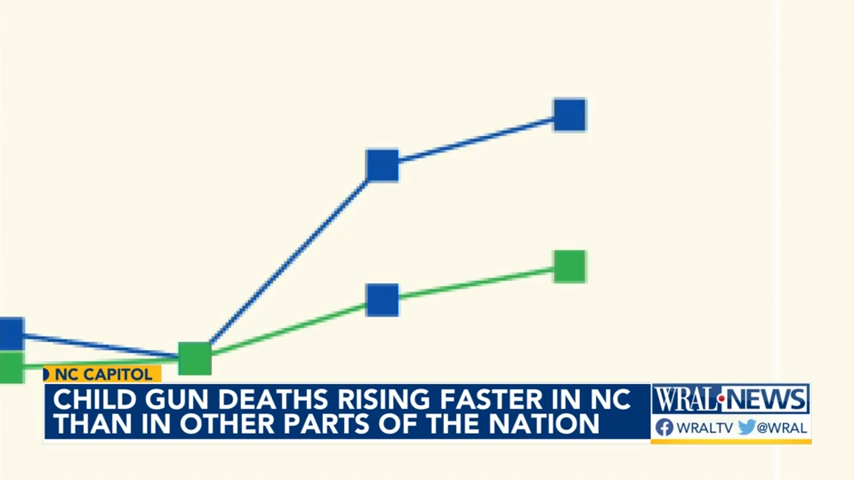 NC CAPITOL
CHILD GUN DEATHS RISING FASTER IN NC
THAN IN OTHER PARTS OF THE NATION
WRAL NEWS
WRALTV @WRAL